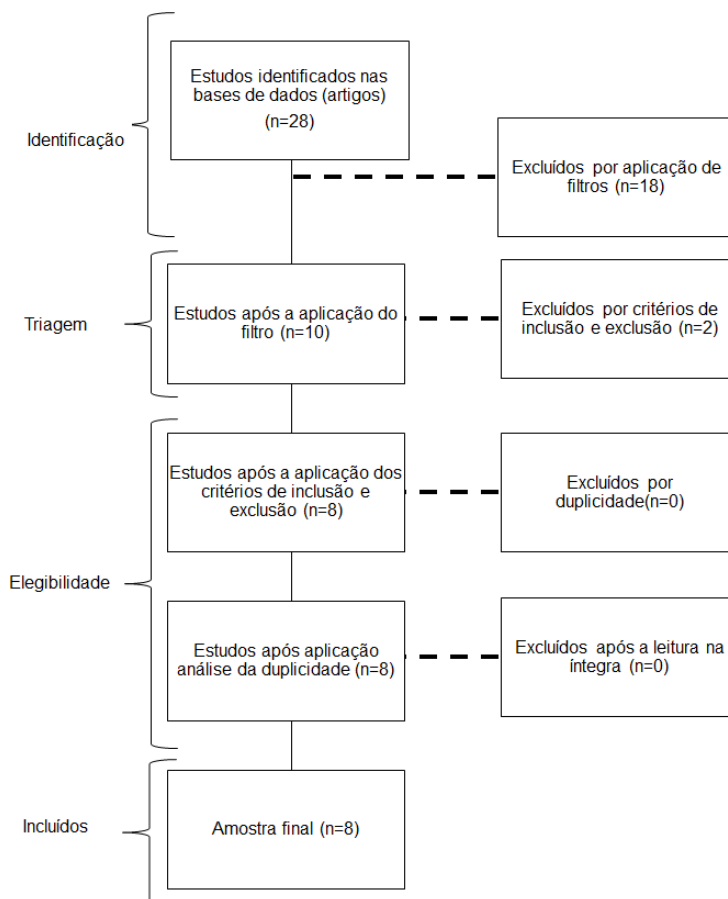 Estudos identificados nas
bases de dados (artigos)
(n=28)
Identificação
Excluídos por aplicação de
filtros (n=18)
Triagem
Estudos após a aplicação do
filtro (n=10)
Excluídos por critérios de
inclusão e exclusão (n=2)
Estudos após a aplicação dos
critérios de inclusão e
exclusão (n=8)
Excluídos por
duplicidade(n=0)
Elegibilidade
Estudos após aplicação
análise da duplicidade (n=8)
Excluídos após a leitura na
íntegra (n=0)
Incluídos
Amostra final (n=8)